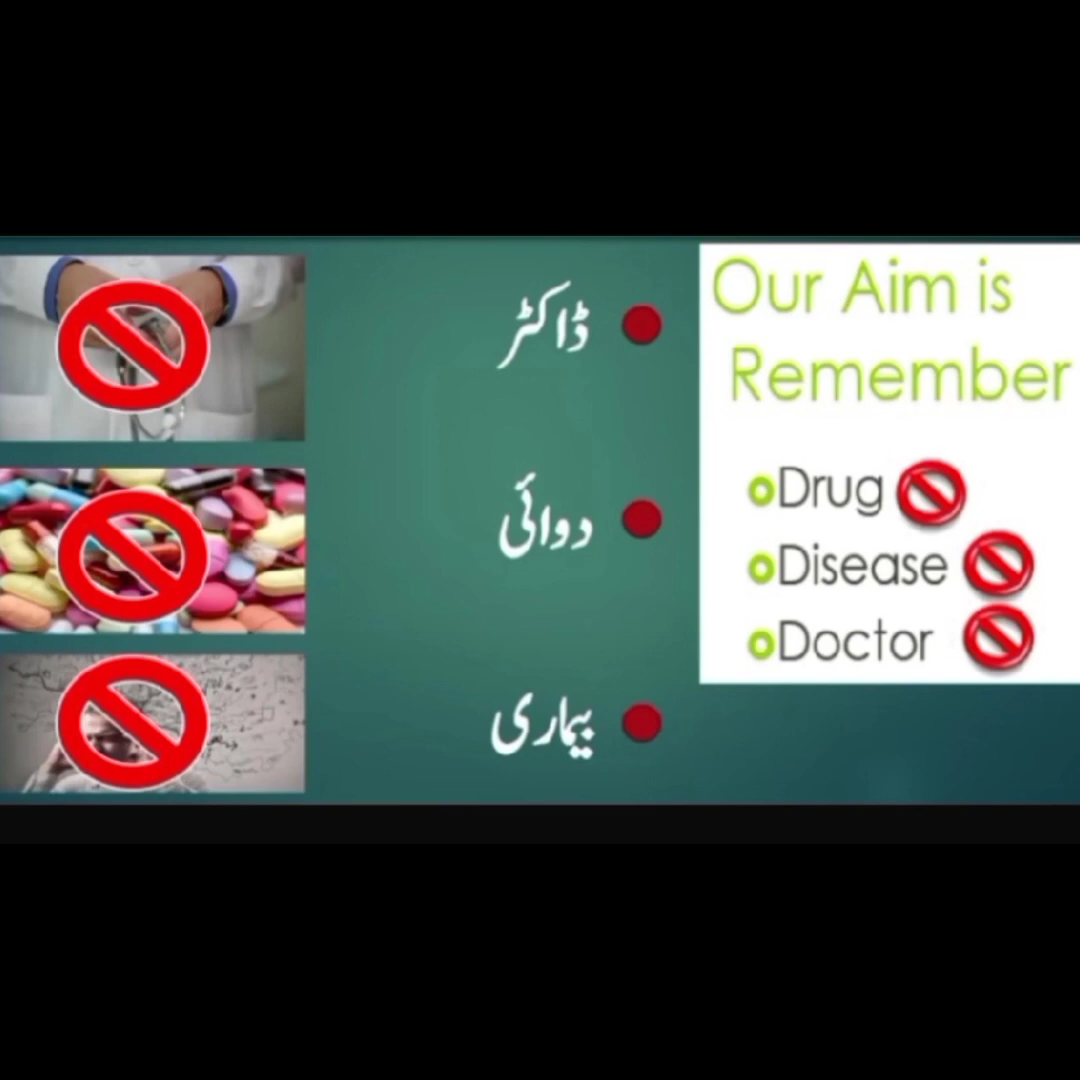 ڈاکٹر
دوائی
بیماری
Our Aim is
Remember
Drug
Disease
Doctor